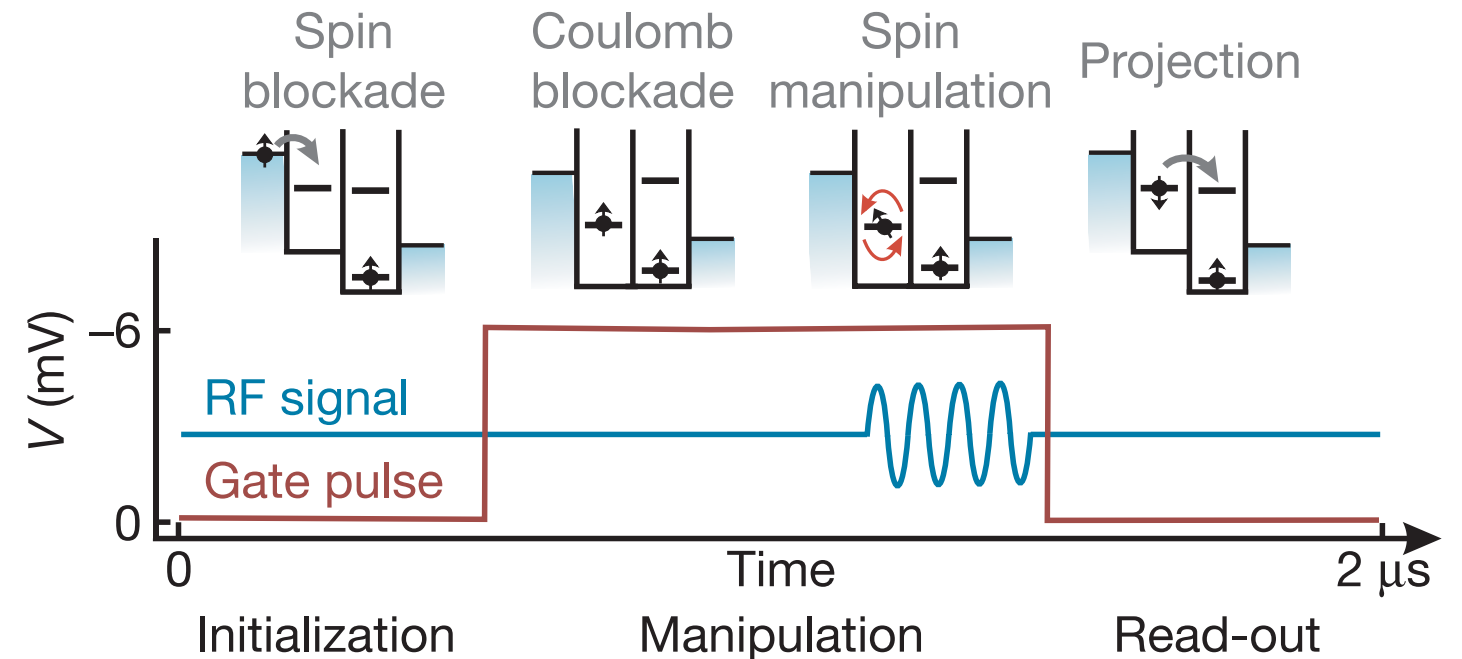 Spin
blockade
Coulomb
blockade
Spin
manipulation
Projection
V (mV)
–6
0
RF signal
Gate pulse
0
Time
2 μs
Initialization
Manipulation
Read-out